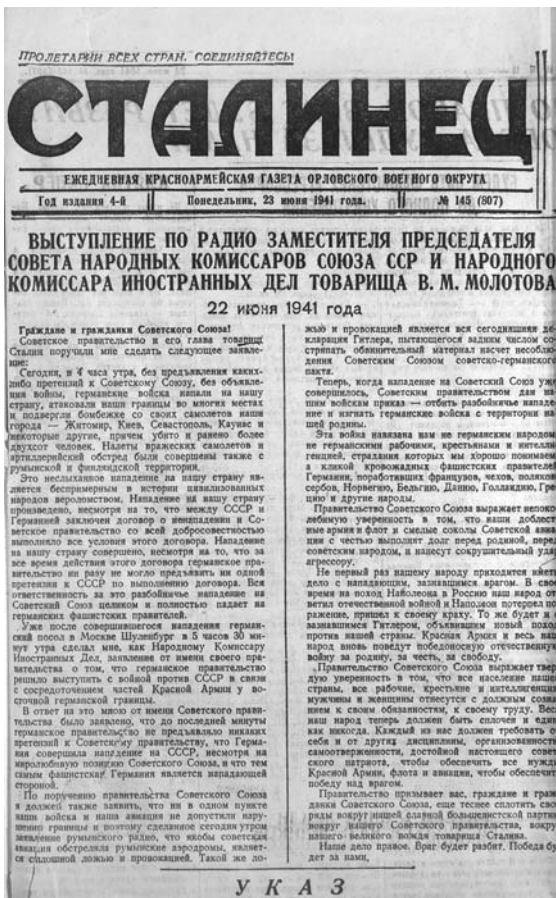 ПРОЛЕТАРИИ ВСЕХ СТРАН, СОЕДИНЯЙТЕСЬ!
СТАЛИНЕЦ
ЕЖЕДНЕВНАЯ КРАСНОАРМЕЙСКАЯ ГАЗЕТА ОРЛОВСКОГО ВОЕННОГО ОКРУГА
Год издания 4-й
Понедельник, 23 июня 1941 года.
№ 145 (807)
ВЫСТУПЛЕНИЕ ПО РАДИО ЗАМЕСТИТЕЛЯ ПРЕДСЕДАТЕЛЯ
СОВЕТА НАРОДНЫХ КОМИССАРОВ СОЮЗА ССР И НАРОДНОГО
КОМИССАРА ИНОСТРАННЫХ ДЕЛ ТОВАРИЩА В. М. МОЛОТОВА
22 июня 1941 года
Граждане и гражданки Советского Союза!
Советское правительство и его глава товарищ
Сталин поручили мне сделать следующее заявле-
ние:
Сегодня, в 4 часа утра, без предъявления каких-
либо претензий к Советскому Союзу, без объявле-
ния войны, германские войска напали на нашу
страну, атаковали наши границы во многих местах
и подвергли бомбежке со своих самолетов наши
города — Житомир, Киев, Севастополь, Каунас и
некоторые другие, причем убито и ранено более
двухсот человек. Налеты вражеских самолетов и
артиллерийский обстрел были совершены также с
румынской и финляндской территории.
Это неслыханное нападение на нашу страну яв-
ляется беспримерным в истории цивилизованных
народов вероломством. Нападение на нашу страну
произведено, несмотря на то, что между СССР и
Германией заключен договор о ненападении и Со-
ветское правительство со всей добросовестностью
выполняло все условия этого договора. Нападение
на нашу страну совершено, несмотря на то, что за
все время действия этого договора германское пра-
вительство ни разу не могло предъявить ни одной
претензии к СССР по выполнению договора. Вся
ответственность за это разбойничье нападение на
Советский Союз целиком и полностью падает на
германских фашистских правителей.
Уже после совершившегося нападения герман-
ский посол в Москве Шуленбург в 5 часов 30 ми-
нут утра сделал мне, как Народному Комиссару
Иностранных Дел, заявление от имени своего пра-
вительства о том, что германское правительство
решило выступить с войной против СССР в связи
с сосредоточением частей Красной Армии у во-
сточной германской границы.
В ответ на это мною от имени Советского прави-
тельства было заявлено, что до последней минуты
германское правительство не предъявляло никаких
претензий к Советскому правительству, что Герма-
ния совершила нападение на СССР, несмотря на
миролюбивую позицию Советского Союза, и что тем
самым фашистская Германия является нападающей
стороной.
По поручению правительства Советского Союза
я должен также заявить, что ни в одном пункте
наши войска и наша авиация не допустили нару-
шению границы и поэтому сделанное сегодня утром
заявление румынского радио, что якобы советская
авиация обстреляла румынские аэродромы, являет-
ся сплошной ложью и провокацией. Такой же ло-
жью и провокацией является вся сегодняшняя де-
кларация Гитлера, пытающегося задним числом со-
стряпать обвинительный материал насчет несоблю-
дения Советским Союзом советско-германского
пакта.
Теперь, когда нападение на Советский Союз уже
совершилось, Советским правительством дан на-
шим войскам приказ — отбить разбойничье нападе-
ние и изгнать германские войска с территории на-
шей родины.
Эта война навязана нам не германским народом,
не германскими рабочими, крестьянами и интелли-
генцией, страдания которых мы хорошо понимаем,
а кликой кровожадных фашистских правителей
Германии, поработивших французов, чехов, поляков,
сербов, Норвегию, Бельгию, Данию, Голландию, Гре-
цию и другие народы.
Правительство Советского Союза выражает непоко-
лебимую уверенность в том, что наши доблест-
ные армия и флот и смелые соколы Советской авиа-
ции с честью выполнят долг перед родиной, перед
советским народом, и нанесут сокрушительный удар
агрессору.
Не первый раз нашему народу приходится иметь
дело с нападающим, зазнавшимся врагом. В свое
время на поход Наполеона в Россию наш народ от-
ветил отечественной войной и Наполеон потерпел по-
ражение, пришел к своему краху. То же будет и с
зазнавшимся Гитлером, объявившим новый поход
против нашей страны. Красная Армия и весь наш
народ вновь поведут победоносную отечественную
войну за родину, за честь, за свободу.
Правительство Советского Союза выражает твер-
дую уверенность в том, что все население нашей
страны, все рабочие, крестьяне и интеллигенция,
мужчины и женщины отнесутся с должным созна-
нием к своим обязанностям, к своему труду. Весь
наш народ теперь должен быть сплочен и един,
как никогда. Каждый из нас должен требовать от
себя и от других дисциплины, организованности,
самоотверженности, достойной настоящего совет-
ского патриота, чтобы обеспечить все нужды
Красной Армии, флота и авиации, чтобы обеспечить
победу над врагом.
Правительство призывает вас, граждане и граж-
данки Советского Союза, еще теснее сплотить свои
ряды вокруг нашей славной большевистской партии,
вокруг нашего Советского правительства, вокруг
нашего великого вождя товарища Сталина.
Наше дело правое. Враг будет разбит. Победа бу-
дет за нами.
УКАЗ